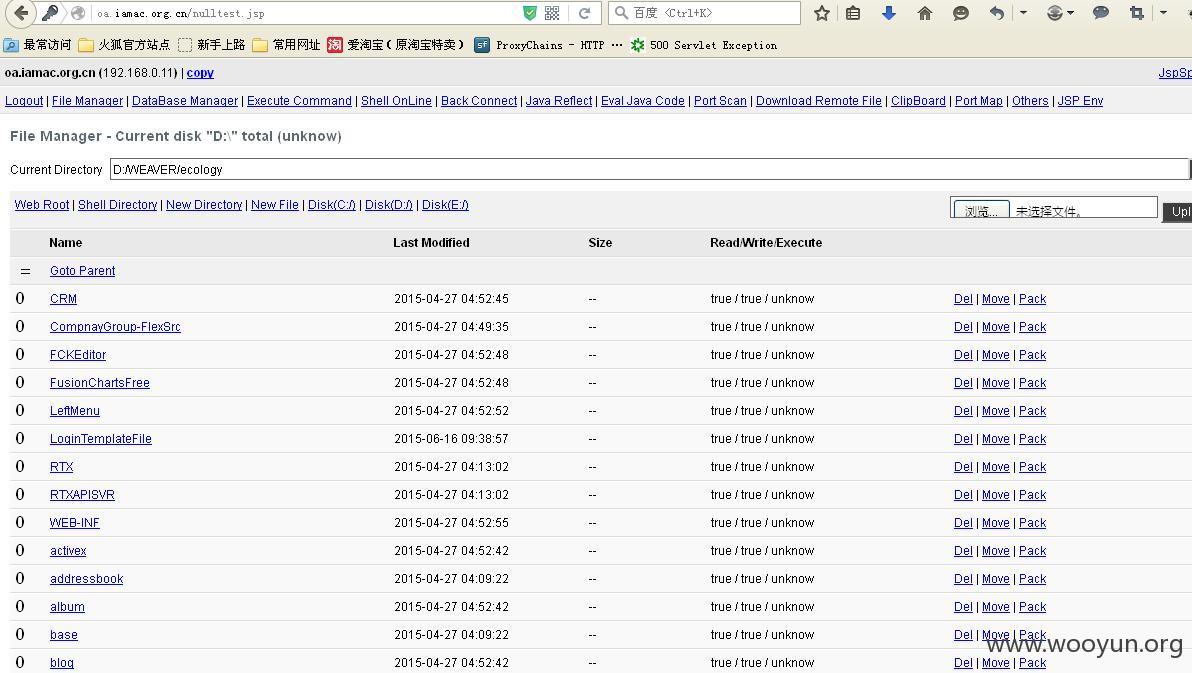 oa.iamac.org.cn/nulltest.jsp
百度 <Ctrl+K>
最常访问 火狐官方站点 新手上路 常用网址 淘 爱淘宝（原淘宝特卖） sf ProxyChains - HTTP ··· 500 Servlet Exception
oa.iamac.org.cn (192.168.0.11) | copy JspSp
Logout | File Manager | DataBase Manager | Execute Command | Shell OnLine | Back Connect | Java Reflect | Eval Java Code | Port Scan | Download Remote File | ClipBoard | Port Map | Others | JSP Env
File Manager - Current disk "D:\" total (unknow)
Current Directory D:/WEAVER/ecology
Web Root | Shell Directory | New Directory | New File | Disk(C:/) | Disk(D:/) | Disk(E:/) 浏览... 未选择文件。 Upl
Name Last Modified Size Read/Write/Execute
= Goto Parent
0 CRM 2015-04-27 04:52:45 -- true / true / unknow Del | Move | Pack
0 CompnayGroup-FlexSrc 2015-04-27 04:49:35 -- true / true / unknow Del | Move | Pack
0 FCKEditor 2015-04-27 04:52:48 -- true / true / unknow Del | Move | Pack
0 FusionChartsFree 2015-04-27 04:52:48 -- true / true / unknow Del | Move | Pack
0 LeftMenu 2015-04-27 04:52:52 -- true / true / unknow Del | Move | Pack
0 LoginTemplateFile 2015-06-16 09:38:57 -- true / true / unknow Del | Move | Pack
0 RTX 2015-04-27 04:13:02 -- true / true / unknow Del | Move | Pack
0 RTXAPISVR 2015-04-27 04:13:02 -- true / true / unknow Del | Move | Pack
0 WEB-INF 2015-04-27 04:52:55 -- true / true / unknow Del | Move | Pack
0 activex 2015-04-27 04:52:42 -- true / true / unknow Del | Move | Pack
0 addressbook 2015-04-27 04:09:22 -- true / true / unknow Del | Move | Pack
0 album 2015-04-27 04:52:42 -- true / true / unknow Del | Move | Pack
0 base 2015-04-27 04:09:22 -- true / true / unknow Del | Move | Pack
www.wooyun.org
0 blog 2015-04-27 04:52:42 -- true / true / unknow Del | Move | Pack